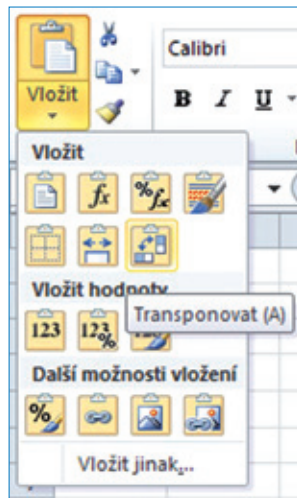 Vložit
Calibri
B I U
Vložit
fx %fx
Vložit hodnoty
Transponovat (A)
123 123%
Další možnosti vložení
%
Vložit jinak...